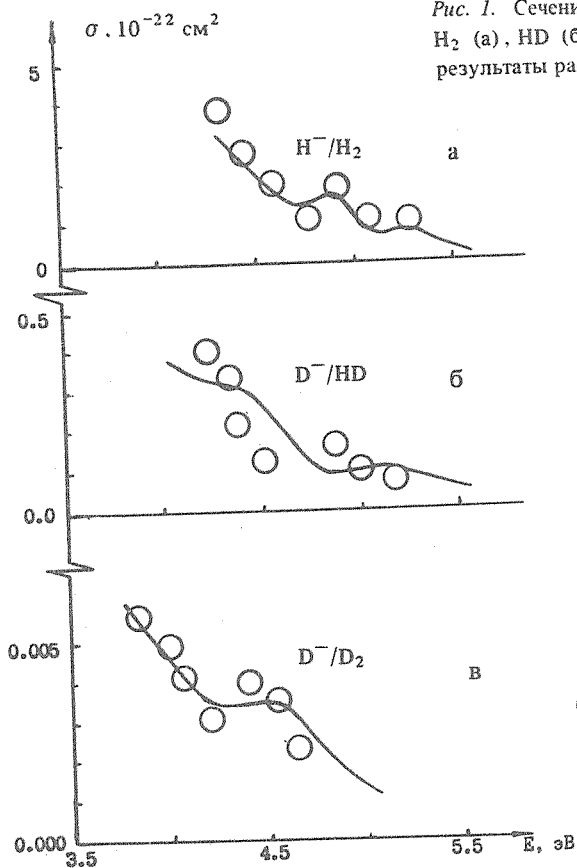 σ . 10⁻²² см²
Рис. 1. Сечени
H₂ (а), HD (б
результаты ра
5
H⁻/H₂
а
0
0.5
D⁻/HD
б
0.0
0.005
D⁻/D₂
в
0.000
3.5
4.5
5.5
E, эВ